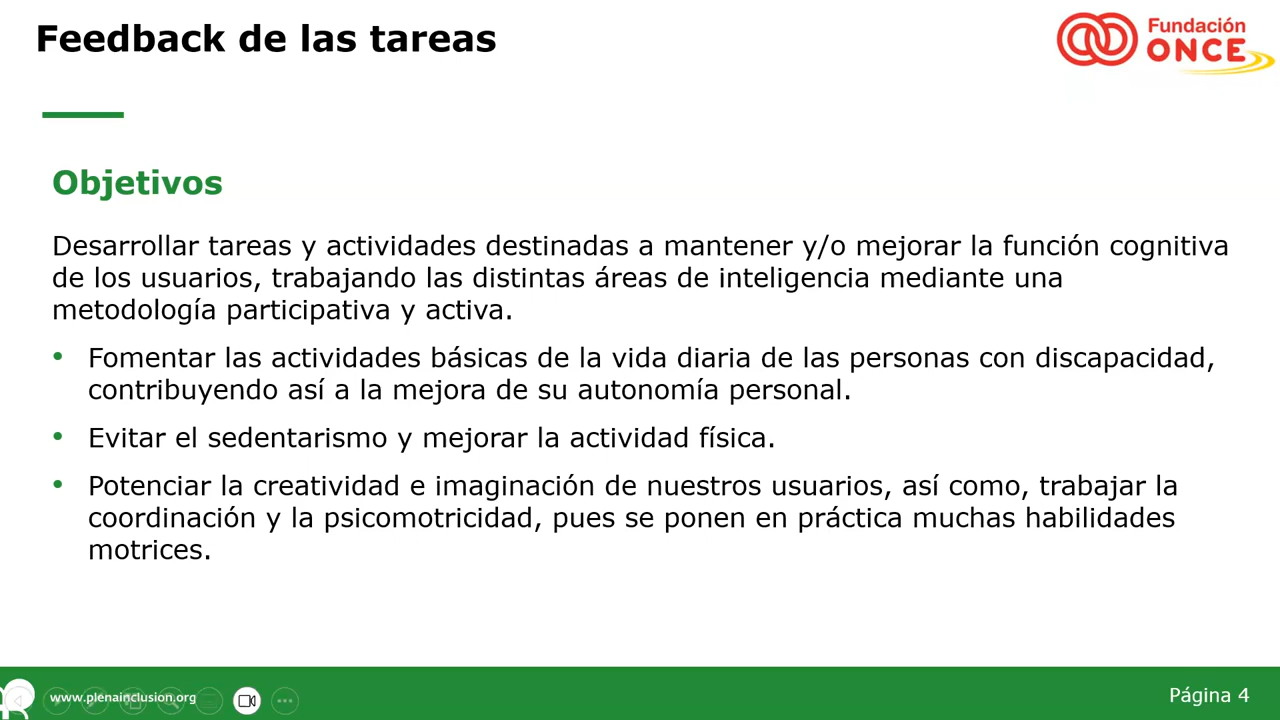 Feedback de las tareas
Fundación
ONCE
Objetivos
Desarrollar tareas y actividades destinadas a mantener y/o mejorar la función cognitiva
de los usuarios, trabajando las distintas áreas de inteligencia mediante una
metodología participativa y activa.
• Fomentar las actividades básicas de la vida diaria de las personas con discapacidad,
contribuyendo así a la mejora de su autonomía personal.
• Evitar el sedentarismo y mejorar la actividad física.
• Potenciar la creatividad e imaginación de nuestros usuarios, así como, trabajar la
coordinación y la psicomotricidad, pues se ponen en práctica muchas habilidades
motrices.
www.plenainclusion.org
Página 4